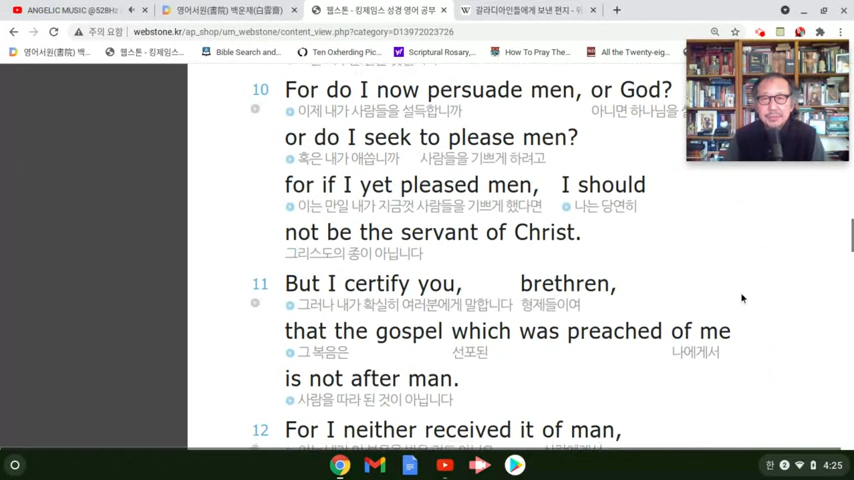 ANGELIC MUSIC @528Hz
영어서원(書院) 백운재(白雲齋)
웹스톤 - 킹제임스 성경 영어 공부
갈라디아인들에게 보낸 편지 - 위
주의 요함
webstone.kr/ap_shop/um_webstone/content_view.php?category=D13972023726
영어서원(書院) 백...
웹스톤 - 킹제임스...
Bible Search and...
Ten Oxherding Pic...
Scriptural Rosary,...
How To Pray The...
All the Twenty-eig...
10 For do I now persuade men, or God?
이제 내가 사람들을 설득합니까 아니면 하나님을
or do I seek to please men?
혹은 내가 애씁니까 사람들을 기쁘게 하려고
for if I yet pleased men, I should
이는 만일 내가 지금껏 사람들을 기쁘게 했다면 나는 당연히
not be the servant of Christ.
그리스도의 종이 아닙니다
11 But I certify you, brethren,
그러나 내가 확실히 여러분에게 말합니다 형제들이여
that the gospel which was preached of me
그 복음은 선포된 나에게서
is not after man.
사람을 따라 된 것이 아닙니다
12 For I neither received it of man,
한 2 4:25